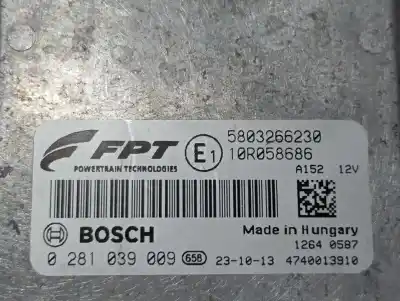 FPT
POWERTRAIN TECHNOLOGIES
E1
5803266230
10R058686
A152 12V
BOSCH
Made in Hungary
1264 0587
0 281 039 009 658 23-10-13 4740013910